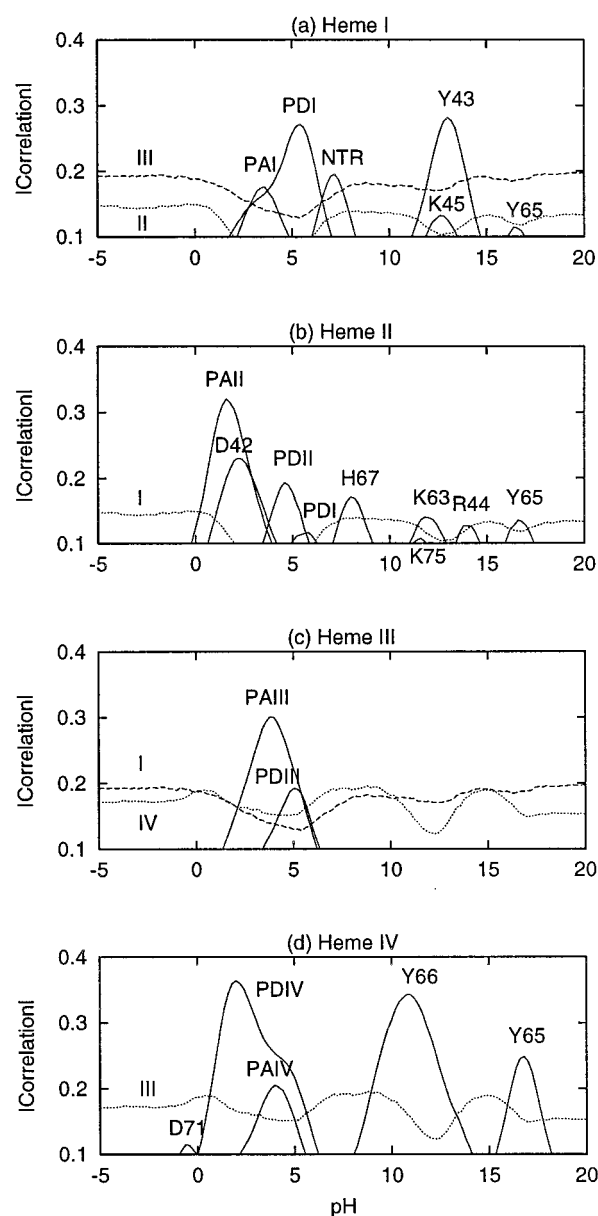 (a) Heme I
0.4
0.3
0.2
0.1
|Correlation|
PDI
Y43
III
PAI
NTR
K45
II
Y65
-5 0 5 10 15 20
(b) Heme II
0.4
0.3
0.2
0.1
|Correlation|
PAII
D42
PDII
H67
I
PDI
K63
R44
Y65
K75
-5 0 5 10 15 20
(c) Heme III
0.4
0.3
0.2
0.1
|Correlation|
PAIII
I
PDIII
IV
-5 0 5 10 15 20
(d) Heme IV
0.4
0.3
0.2
0.1
|Correlation|
PDIV
Y66
Y65
PAIV
III
D71
-5 0 5 10 15 20
pH